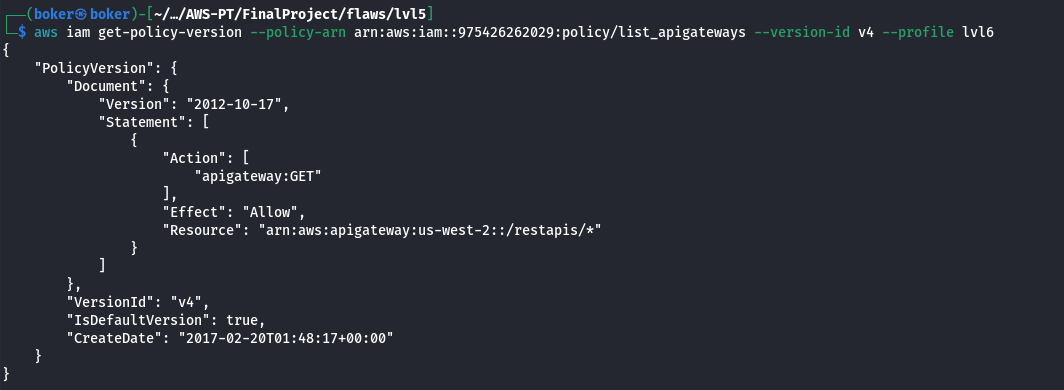 ┌──(boker㉿boker)-[~/…/AWS-PT/FinalProject/flaws/lvl5]
└─$ aws iam get-policy-version --policy-arn arn:aws:iam::975426262029:policy/list_apigateways --version-id v4 --profile lvl6
{
    "PolicyVersion": {
        "Document": {
            "Version": "2012-10-17",
            "Statement": [
                {
                    "Action": [
                        "apigateway:GET"
                    ],
                    "Effect": "Allow",
                    "Resource": "arn:aws:apigateway:us-west-2::/restapis/*"
                }
            ]
        },
        "VersionId": "v4",
        "IsDefaultVersion": true,
        "CreateDate": "2017-02-20T01:48:17+00:00"
    }
}